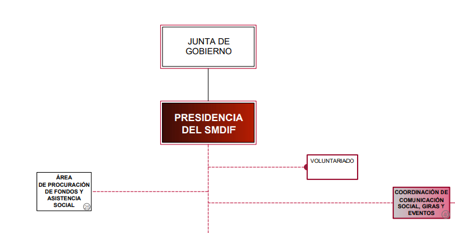 JUNTA DE
GOBIERNO
PRESIDENCIA
DEL SMDIF
VOLUNTARIADO
ÁREA
DE PROCURACIÓN
DE FONDOS Y
ASISTENCIA
SOCIAL
COORDINACIÓN DE
COMUNICACIÓN
SOCIAL, GIRAS Y
EVENTOS